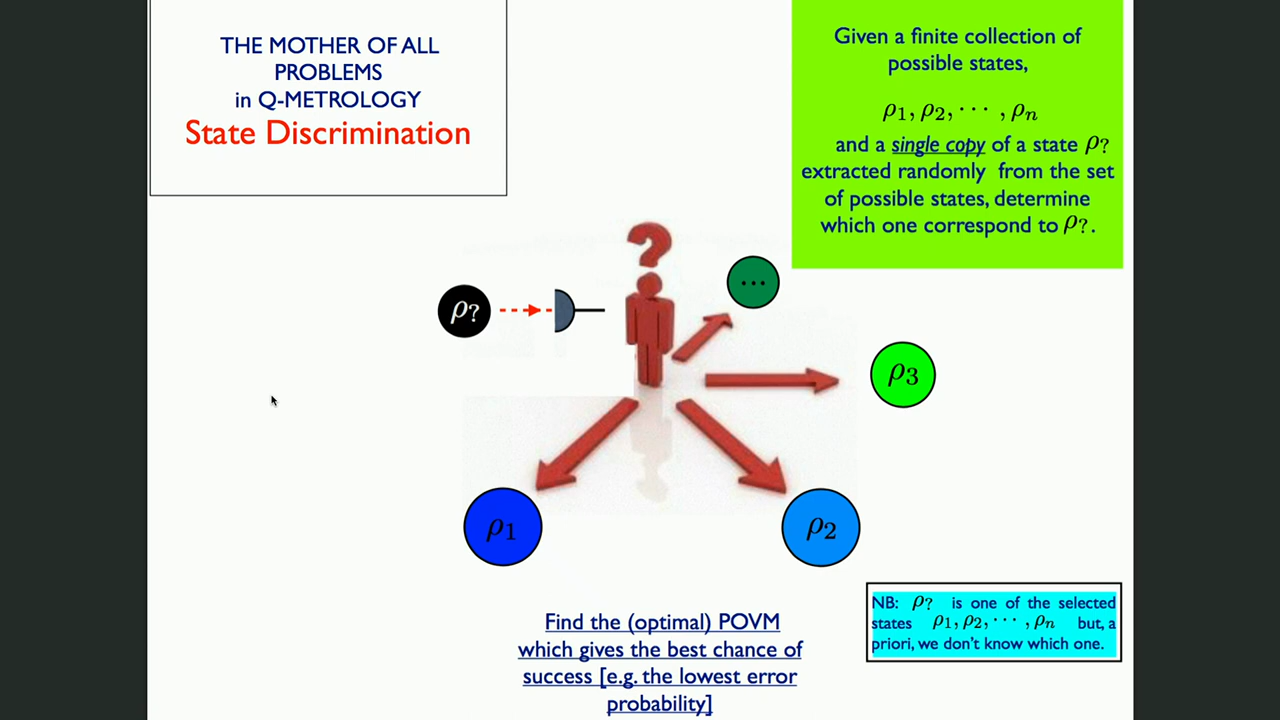 THE MOTHER OF ALL
PROBLEMS
in Q-METROLOGY
State Discrimination
Given a finite collection of
possible states,
ρ1, ρ2, ··· , ρn
and a single copy of a state ρ?
extracted randomly from the set
of possible states, determine
which one correspond to ρ?.
?
ρ?
...
ρ3
ρ1
ρ2
Find the (optimal) POVM
which gives the best chance of
success [e.g. the lowest error
probability]
NB: ρ? is one of the selected
states ρ1, ρ2, ··· , ρn but, a
priori, we don't know which one.